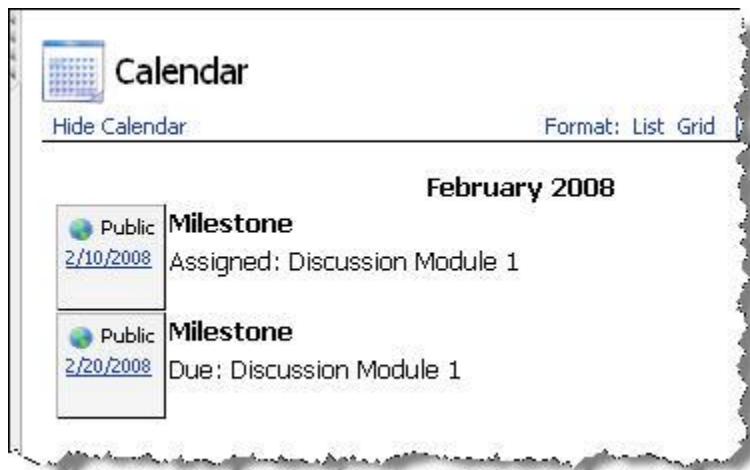 Calendar
Hide Calendar Format: List Grid
February 2008
Public Milestone
2/10/2008 Assigned: Discussion Module 1
Public Milestone
2/20/2008 Due: Discussion Module 1